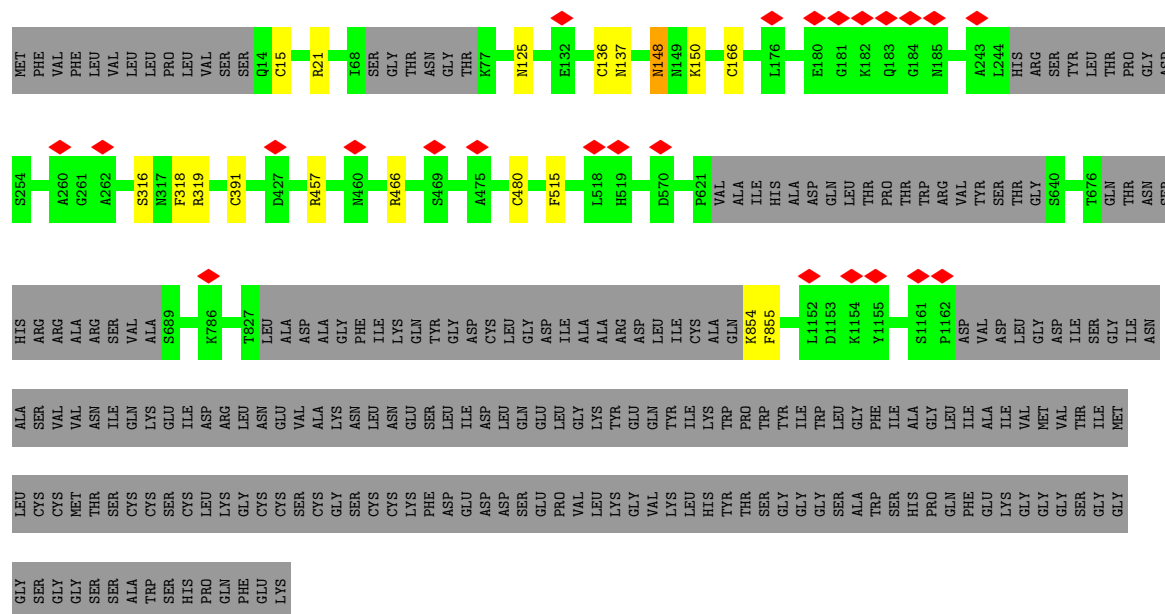 MET PHE VAL PHE LEU VAL LEU LEU PRO LEU VAL SER SER Q14 C15 R21 I68 SER GLY THR ASN GLY THR K77 N125 E132 C136 N137 N148 N149 K150 C166 L176 E180 G181 K182 Q183 G184 N185 A243 L244 HIS ARG SER TYR LEU THR PRO GLY ASP
S254 A260 G261 A262 S316 N317 F318 R319 C391 D427 R457 N460 R466 S469 A475 C480 F515 L518 H519 D570 P621 VAL ALA ILE HIS ALA ASP GLN LEU THR PRO THR TRP ARG VAL TYR SER THR GLY S640 T676 GLN THR ASN SER
HIS ARG ARG ALA ARG SER VAL ALA S689 K786 T827 LEU ALA ASP ALA GLY PHE ILE LYS GLN TYR GLY ASP CYS LEU GLY ASP ILE ALA ALA ARG ASP LEU ILE CYS ALA GLN K854 F855 L1152 D1153 K1154 Y1155 S1161 P1162 ASP VAL ASP LEU GLY ASP ILE SER GLY ILE ASN
ALA SER VAL VAL ASN ILE GLN LYS GLU ILE ASP ARG LEU ASN GLU VAL ALA LYS ASN LEU ASN GLU SER LEU ILE ASP LEU GLN GLU LEU GLY LYS TYR GLU GLN TYR ILE LYS TRP PRO TRP TYR ILE TRP LEU GLY PHE ILE ALA GLY LEU ILE ALA ILE VAL MET VAL THR ILE MET
LEU CYS CYS MET THR SER CYS CYS SER CYS LEU LYS GLY CYS CYS SER CYS GLY SER CYS CYS LYS PHE ASP GLU ASP ASP SER GLU PRO VAL LEU LYS GLY VAL LYS LEU HIS TYR THR SER GLY GLY GLY SER ALA TRP SER HIS PRO GLN PHE GLU LYS GLY GLY GLY SER GLY GLY
GLY SER GLY GLY SER SER ALA TRP SER HIS PRO GLN PHE GLU LYS